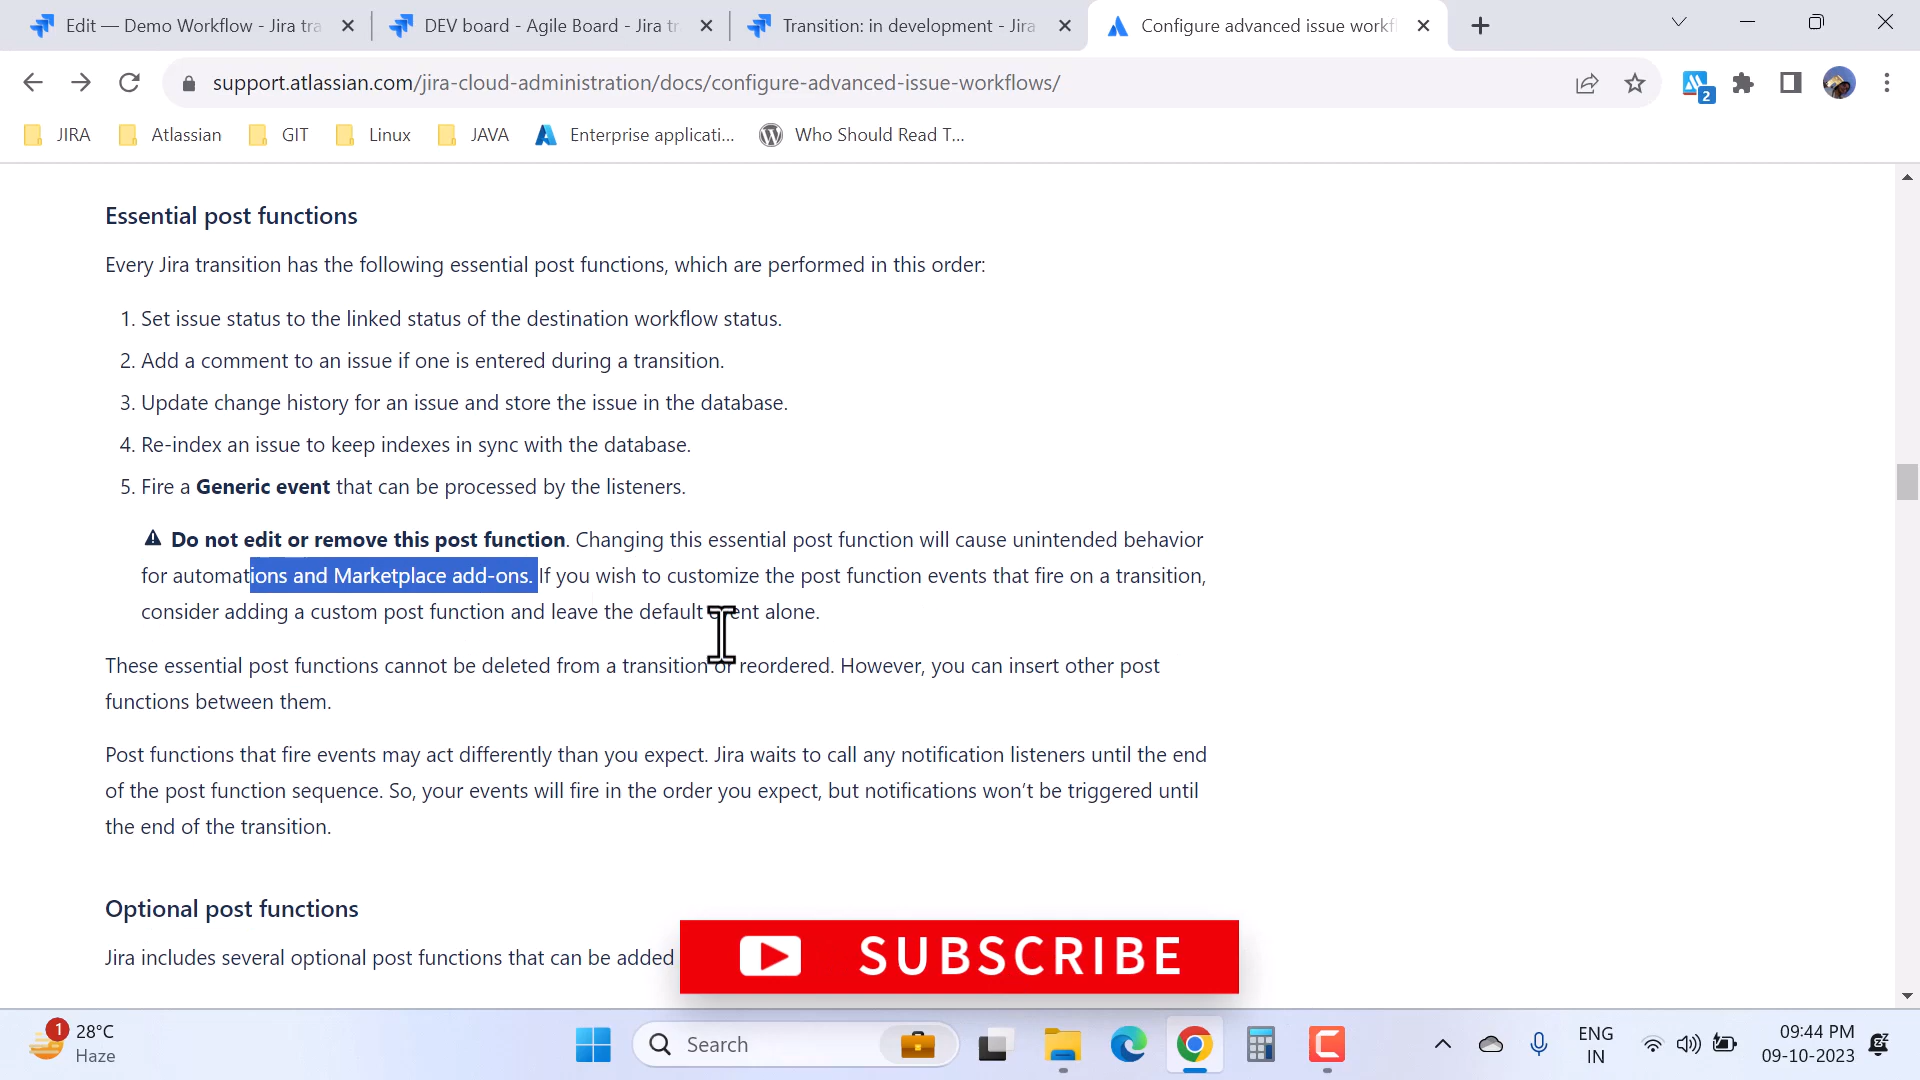 Edit — Demo Workflow - Jira tra
DEV board - Agile Board - Jira tr
Transition: in development - Jira
Configure advanced issue workfl
support.atlassian.com/jira-cloud-administration/docs/configure-advanced-issue-workflows/
2
JIRA
Atlassian
GIT
Linux
JAVA
Enterprise applicati...
Who Should Read T...
Essential post functions
Every Jira transition has the following essential post functions, which are performed in this order:
1. Set issue status to the linked status of the destination workflow status.
2. Add a comment to an issue if one is entered during a transition.
3. Update change history for an issue and store the issue in the database.
4. Re-index an issue to keep indexes in sync with the database.
5. Fire a Generic event that can be processed by the listeners.
Do not edit or remove this post function. Changing this essential post function will cause unintended behavior
for automations and Marketplace add-ons. If you wish to customize the post function events that fire on a transition,
consider adding a custom post function and leave the default event alone.
These essential post functions cannot be deleted from a transition or reordered. However, you can insert other post
functions between them.
Post functions that fire events may act differently than you expect. Jira waits to call any notification listeners until the end
of the post function sequence. So, your events will fire in the order you expect, but notifications won't be triggered until
the end of the transition.
Optional post functions
Jira includes several optional post functions that can be added
SUBSCRIBE
1
28°C
Haze
Search
ENG
IN
09:44 PM
09-10-2023